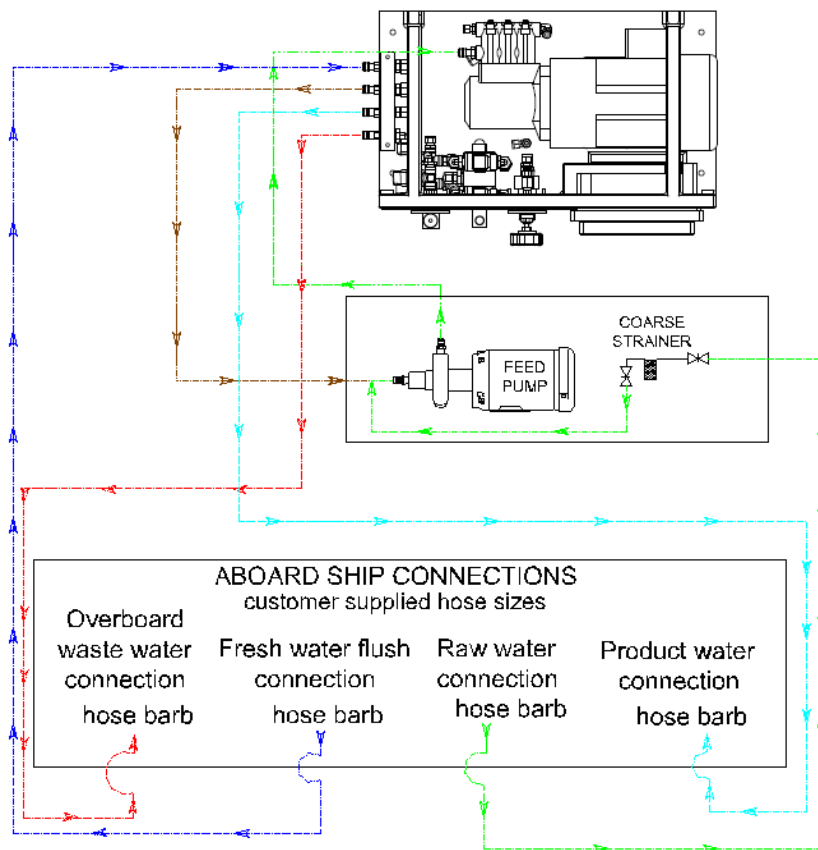 COARSE
STRAINER
FEED
PUMP
ABOARD SHIP CONNECTIONS
customer supplied hose sizes
Overboard
waste water
connection
hose barb
Fresh water flush
connection
hose barb
Raw water
connection
hose barb
Product water
connection
hose barb